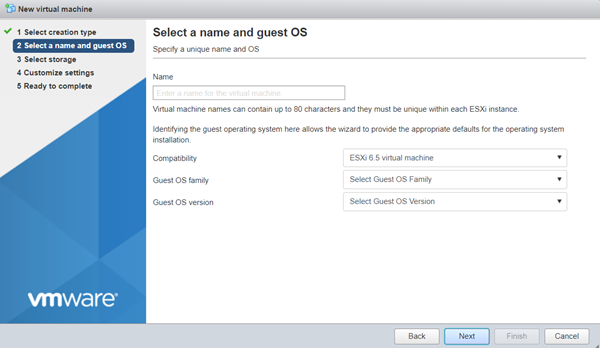 New virtual machine
1 Select creation type
2 Select a name and guest OS
3 Select storage
4 Customize settings
5 Ready to complete
Select a name and guest OS
Specify a unique name and OS
Name
Enter a name for the virtual machine
Virtual machine names can contain up to 80 characters and they must be unique within each ESXi instance.
Identifying the guest operating system here allows the wizard to provide the appropriate defaults for the operating system
installation.
Compatibility ESXi 6.5 virtual machine
Guest OS family Select Guest OS Family
Guest OS version Select Guest OS Version
vmware®
Back Next Finish Cancel